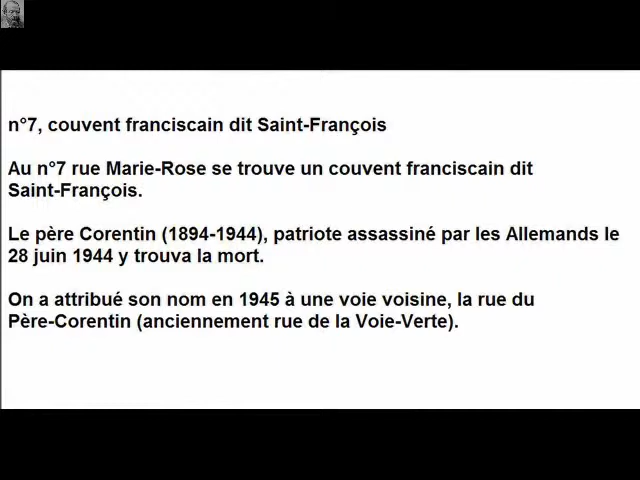 n°7, couvent franciscain dit Saint-François
Au n°7 rue Marie-Rose se trouve un couvent franciscain dit
Saint-François.
Le père Corentin (1894-1944), patriote assassiné par les Allemands le
28 juin 1944 y trouva la mort.
On a attribué son nom en 1945 à une voie voisine, la rue du
Père-Corentin (anciennement rue de la Voie-Verte).